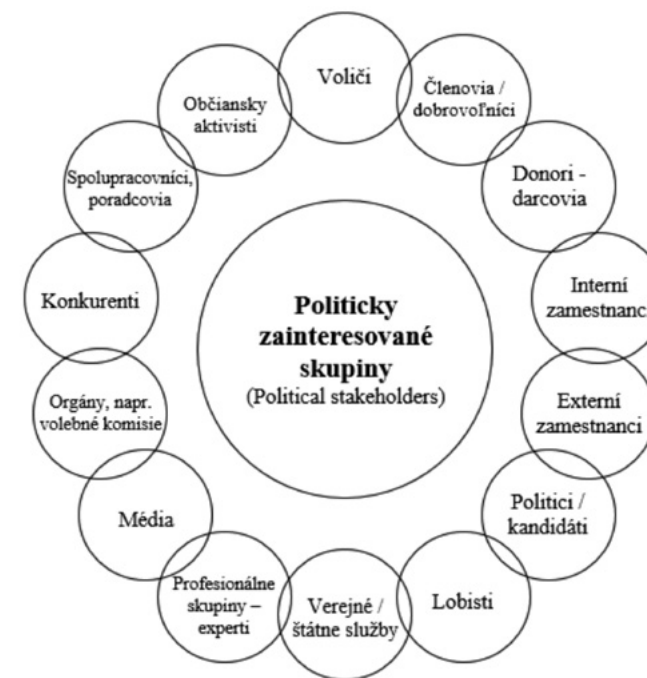 Voliči
Členovia /
dobrovoľníci
Donori -
darcovia
Interní
zamestnanci
Externí
zamestnanci
Politici /
kandidáti
Lobisti
Verejné /
štátne služby
Profesionálne
skupiny –
experti
Média
Orgány, napr.
volebné komisie
Konkurenti
Spolupracovníci,
poradcovia
Občiansky
aktivisti
Politicky
zainteresované
skupiny
(Political stakeholders)